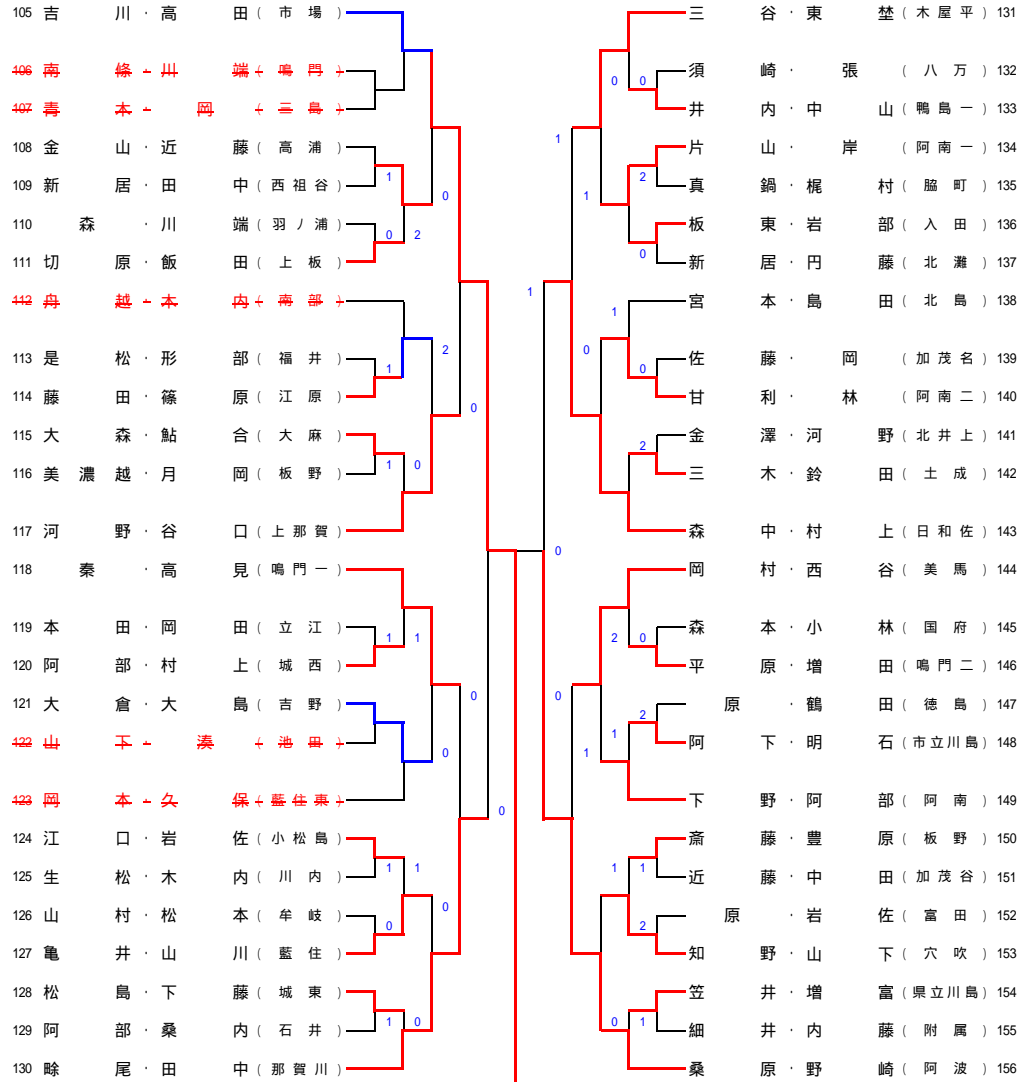 105 吉川・高田（市場）
106 南條・川端（鳴門）
107 青木・岡（三島）
108 金山・近藤（高浦）
109 新居・田中（西祖谷）
110 森・川端（羽ノ浦）
111 切原・飯田（上板）
112 舟越・木内（南部）
113 是松・形部（福井）
114 藤田・篠原（江原）
115 大森・鮎合（大麻）
116 美濃越・月岡（板野）
117 河野・谷口（上那賀）
118 秦・高見（鳴門一）
119 本田・岡田（立江）
120 阿部・村上（城西）
121 大倉・大島（吉野）
122 山下・湊（池田）
123 岡本・久保（藍住東）
124 江口・岩佐（小松島）
125 生松・木内（川内）
126 山村・松本（牟岐）
127 亀井・山川（藍住）
128 松島・下藤（城東）
129 阿部・桑内（石井）
130 畭尾・田中（那賀川）
1
0 2
0
1
2
1 0
0
1 1
0
0
1 1
0
0
1 0
0
三谷・東埜（木屋平）131
須崎・張（八万）132
井内・中山（鴨島一）133
片山・岸（阿南一）134
真鍋・梶村（脇町）135
板東・岩部（入田）136
新居・円藤（北灘）137
宮本・島田（北島）138
佐藤・岡（加茂名）139
甘利・林（阿南二）140
金澤・河野（北井上）141
三木・鈴田（土成）142
森中・村上（日和佐）143
岡村・西谷（美馬）144
森本・小林（国府）145
平原・増田（鳴門二）146
原・鶴田（徳島）147
阿下・明石（市立川島）148
下野・阿部（阿南）149
斎藤・豊原（板野）150
近藤・中田（加茂谷）151
原・岩佐（富田）152
知野・山下（穴吹）153
笠井・増富（県立川島）154
細井・内藤（附属）155
桑原・野崎（阿波）156
0 0
1
2
1
0
1
1
0
0
2
0
2 0
0
2
1
1
1 1
2
0 1